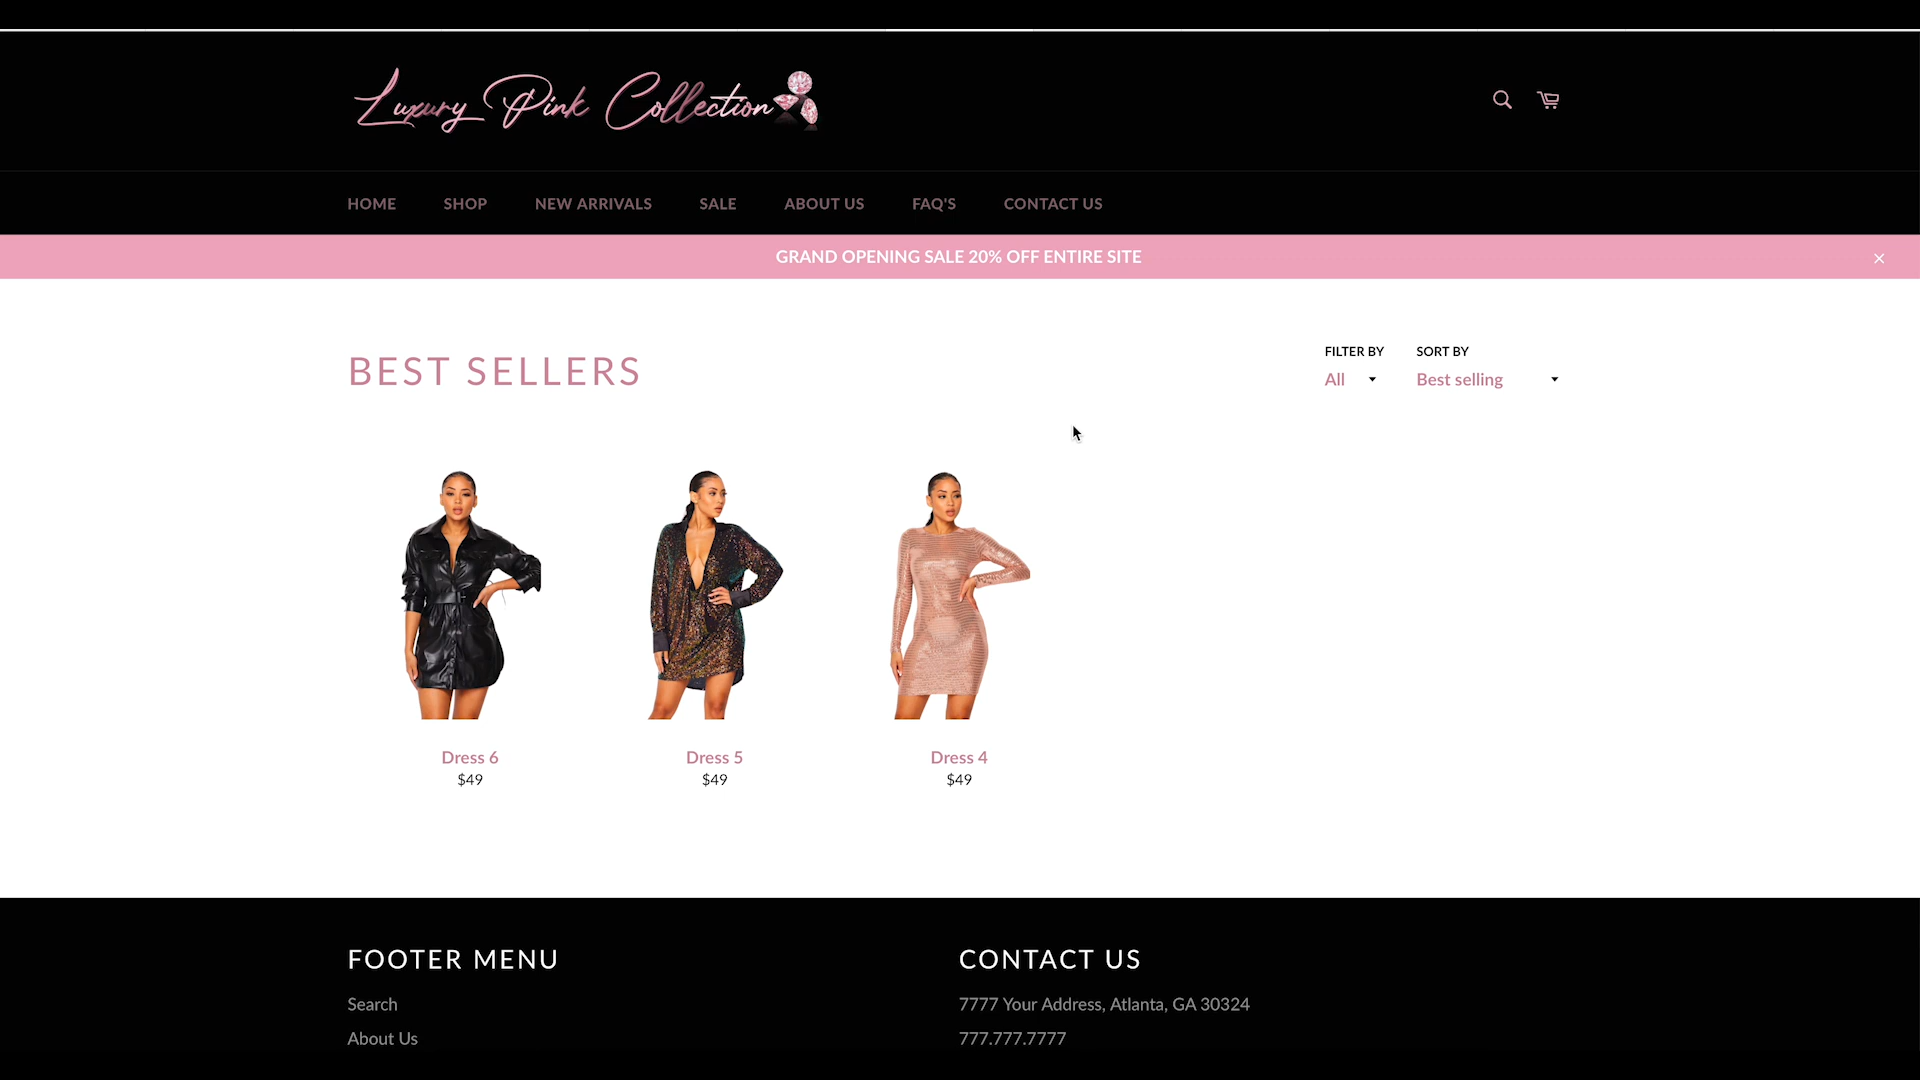 Luxury Pink Collection
HOME SHOP NEW ARRIVALS SALE ABOUT US FAQ'S CONTACT US
GRAND OPENING SALE 20% OFF ENTIRE SITE
BEST SELLERS
FILTER BY SORT BY
All Best selling
Dress 6 Dress 5 Dress 4
$49 $49 $49
FOOTER MENU
Search
About Us
CONTACT US
7777 Your Address, Atlanta, GA 30324
777.777.7777